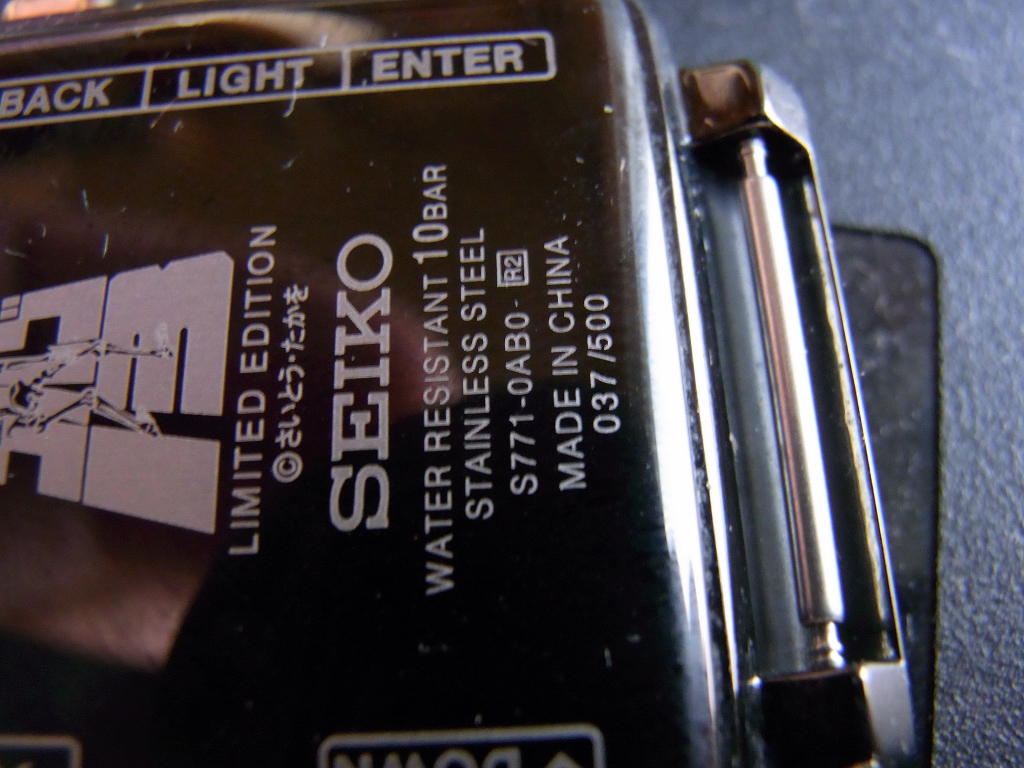 BACK LIGHT ENTER
LIMITED EDITION
©さいとう・たかを
SEIKO
WATER RESISTANT 10BAR
STAINLESS STEEL
S771-0AB0- R2
MADE IN CHINA
037/500
DOWN